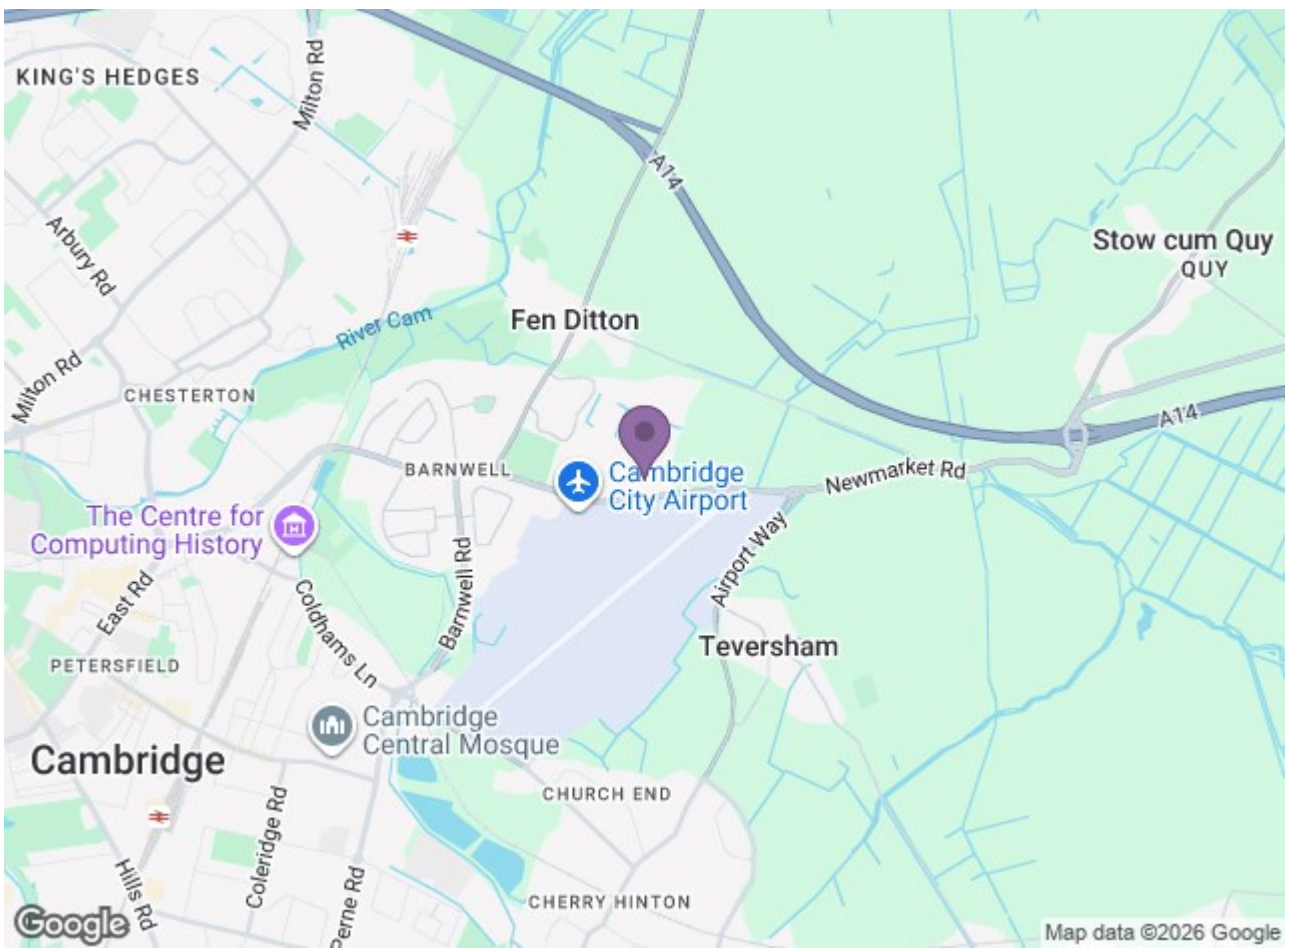 KING'S HEDGES
Milton Rd
A14
Arbury Rd
Stow cum Quy
QUY
River Cam
Fen Ditton
Milton Rd
CHESTERTON
A14
BARNWELL
Cambridge
City Airport
Newmarket Rd
The Centre for
Computing History
Airport Way
East Rd
Coldhams Ln
Barnwell Rd
Teversham
PETERSFIELD
Cambridge
Central Mosque
Cambridge
CHURCH END
Coleridge Rd
Hills Rd
Perne Rd
CHERRY HINTON
Google
Map data ©2026 Google